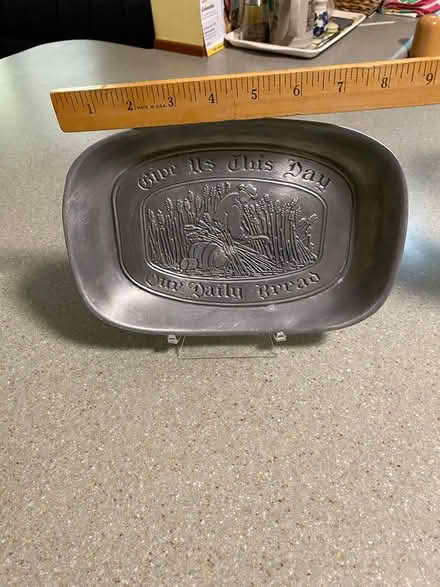 1 2 3 4 5 6 7 8 9
MADE IN U.S.A.
Give Us This Day
Our Daily Bread